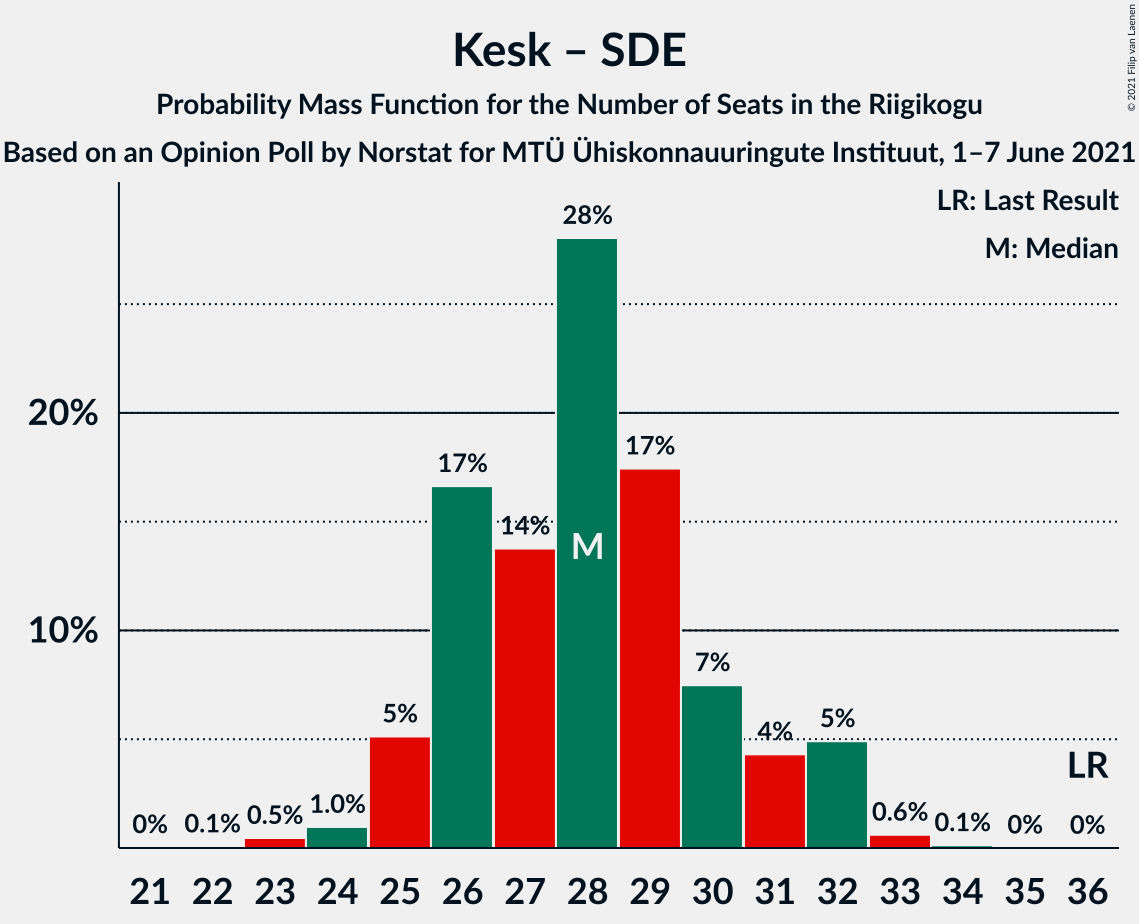 Kesk – SDE
Probability Mass Function for the Number of Seats in the Riigikogu
Based on an Opinion Poll by Norstat for MTÜ Ühiskonnauuringute Instituut, 1–7 June 2021
© 2021 Filip van Laenen
LR: Last Result
M: Median
28%
20%
17%
17%
14%
M
10%
7%
5%
4%
5%
LR
0%
0.1%
0.5%
1.0%
0.6%
0.1%
0%
0%
21 22 23 24 25 26 27 28 29 30 31 32 33 34 35 36